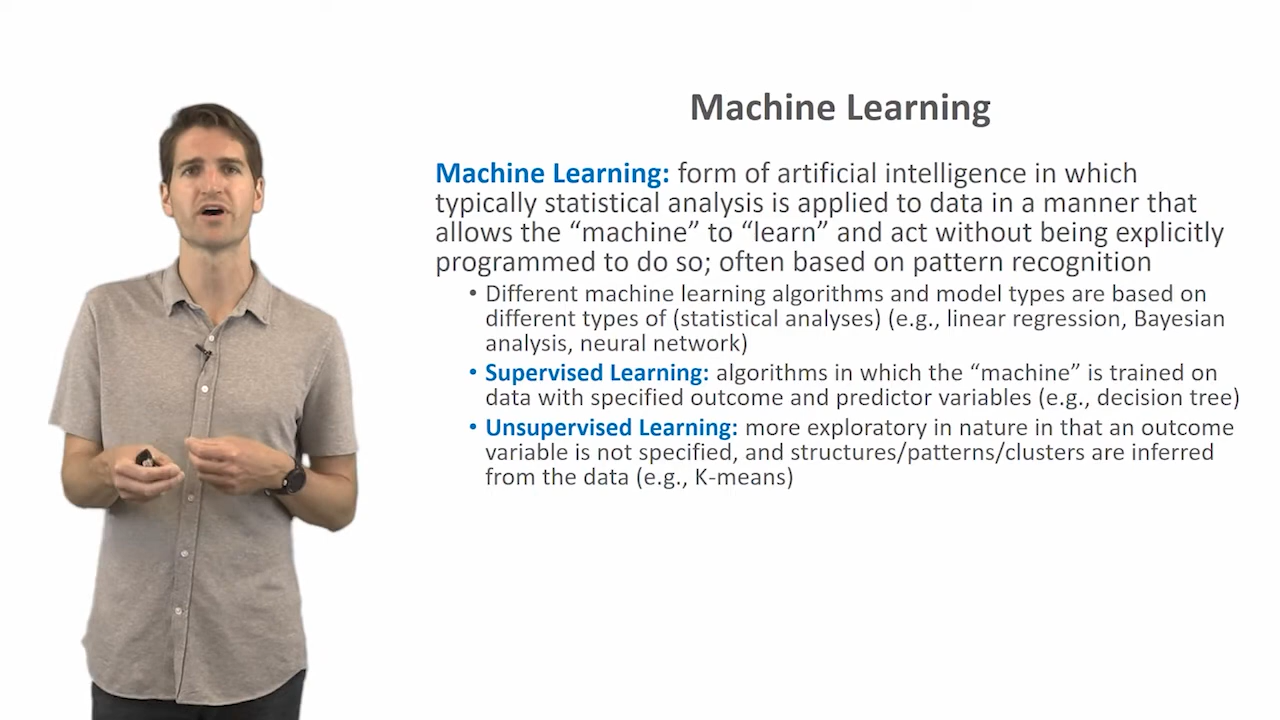 Machine Learning
Machine Learning: form of artificial intelligence in which
typically statistical analysis is applied to data in a manner that
allows the “machine” to “learn” and act without being explicitly
programmed to do so; often based on pattern recognition
• Different machine learning algorithms and model types are based on
different types of (statistical analyses) (e.g., linear regression, Bayesian
analysis, neural network)
• Supervised Learning: algorithms in which the “machine” is trained on
data with specified outcome and predictor variables (e.g., decision tree)
• Unsupervised Learning: more exploratory in nature in that an outcome
variable is not specified, and structures/patterns/clusters are inferred
from the data (e.g., K-means)